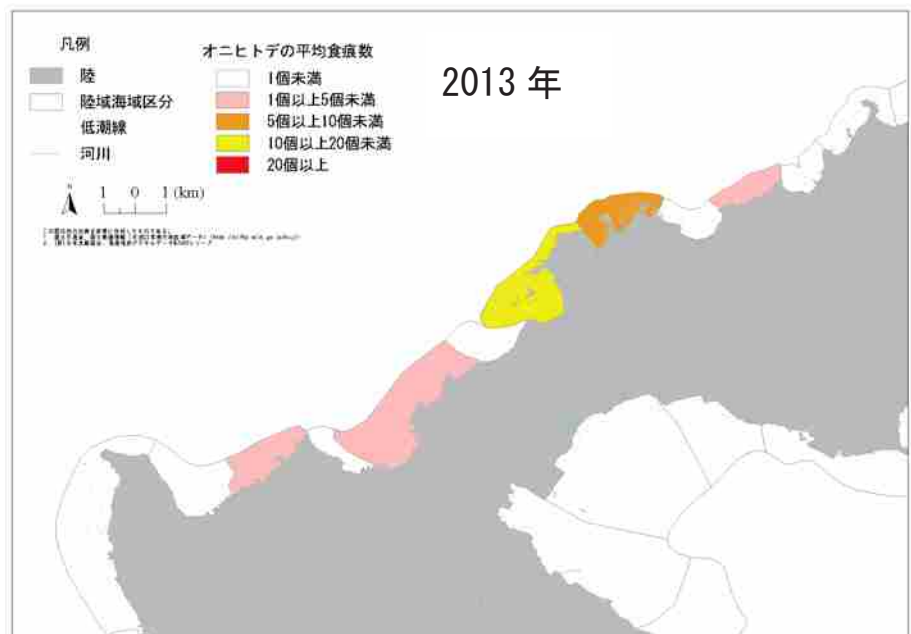 凡例
陸
陸域海域区分
低潮線
河川
オニヒトデの平均食痕数
1個未満
1個以上5個未満
5個以上10個未満
10個以上20個未満
20個以上
2013 年
N
1 0 1 (km)